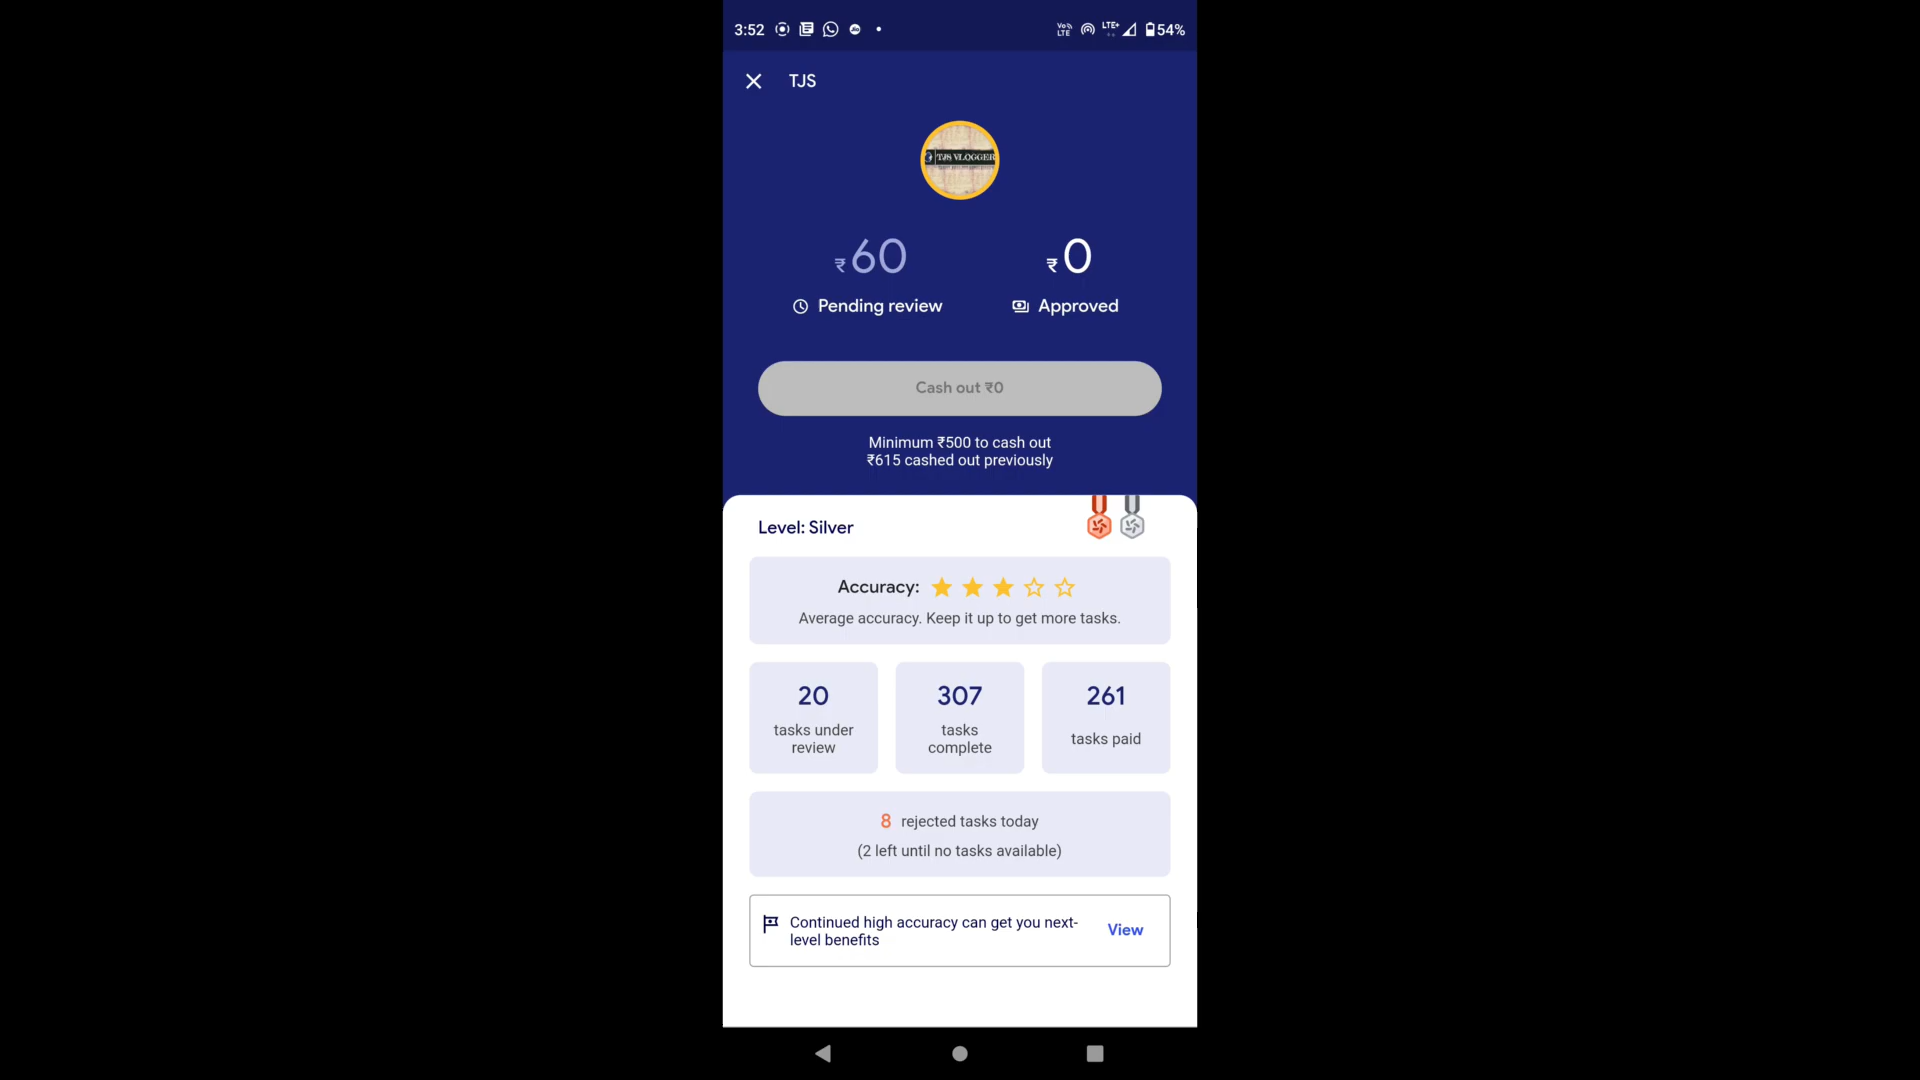 3:52
Vo LTE
LTE+
54%
TJS
TJS VLOGGER
₹60
₹0
Pending review
Approved
Cash out ₹0
Minimum ₹500 to cash out
₹615 cashed out previously
Level: Silver
Accuracy:
Average accuracy. Keep it up to get more tasks.
20
307
261
tasks under
review
tasks
complete
tasks paid
8 rejected tasks today
(2 left until no tasks available)
Continued high accuracy can get you next-
level benefits
View